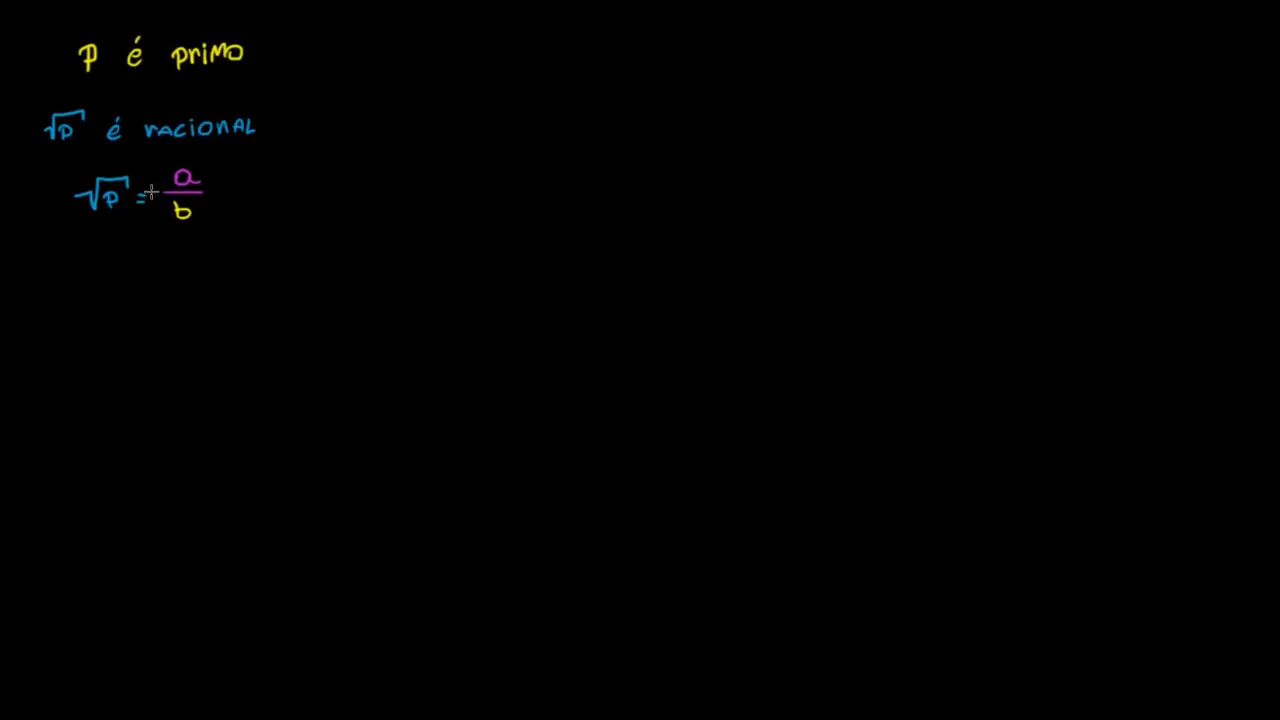 p é primo
√p é racional
√p = a/b